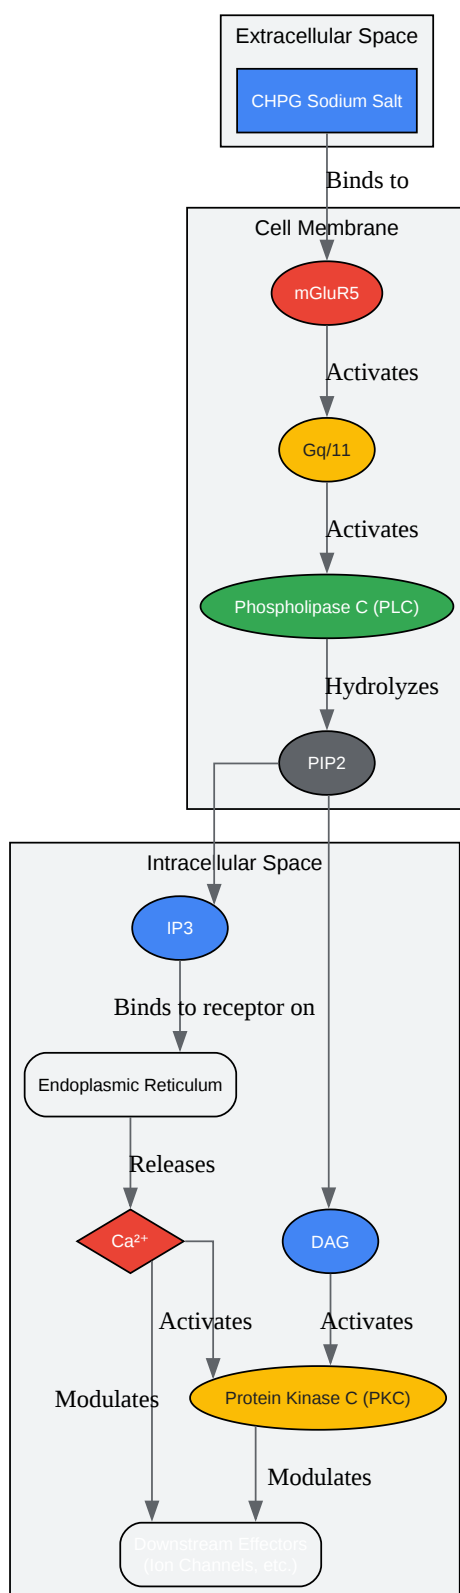 Extracellular Space
CHPG Sodium Salt
Binds to
Cell Membrane
mGluR5
Activates
Gq/11
Activates
Phospholipase C (PLC)
Hydrolyzes
PIP2
Intracellular Space
IP3
Binds to receptor on
Endoplasmic Reticulum
Releases
Ca²⁺
DAG
Activates
Activates
Protein Kinase C (PKC)
Modulates
Modulates
Downstream Effectors
(Ion Channels, etc.)